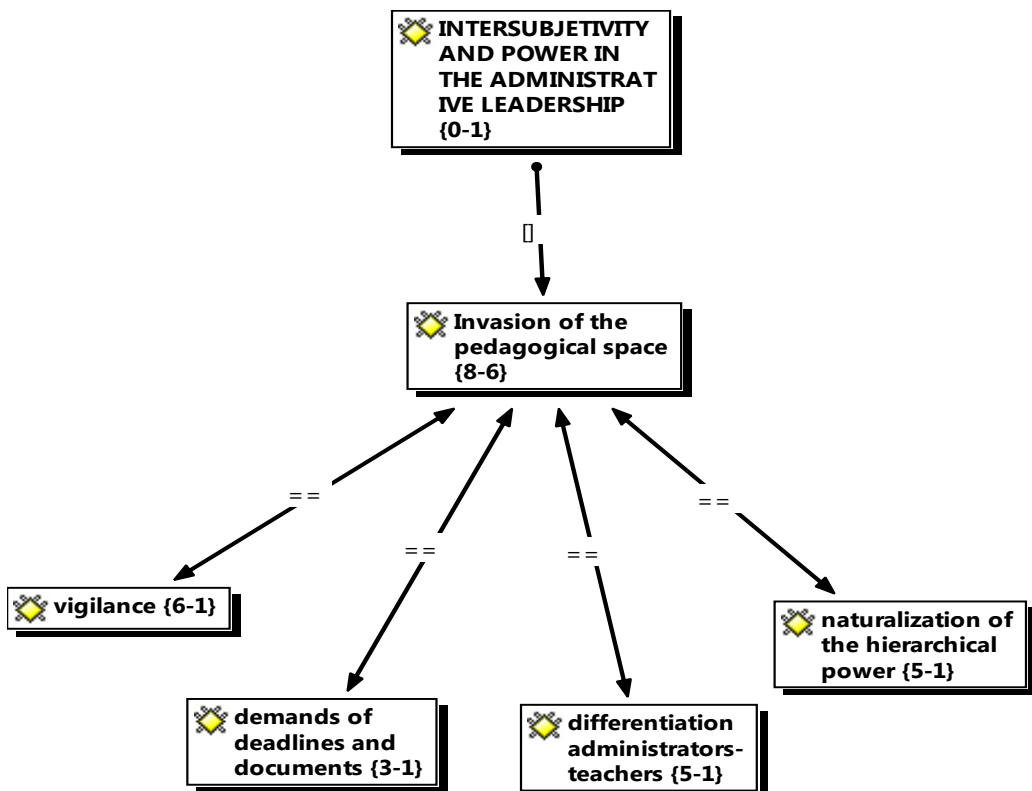 INTERSUBJETIVITY
AND POWER IN
THE ADMINISTRAT
IVE LEADERSHIP
{0-1}
[]
Invasion of the
pedagogical space
{8-6}
==
==
==
==
vigilance {6-1}
naturalization of
the hierarchical
power {5-1}
demands of
deadlines and
documents {3-1}
differentiation
administrators-
teachers {5-1}